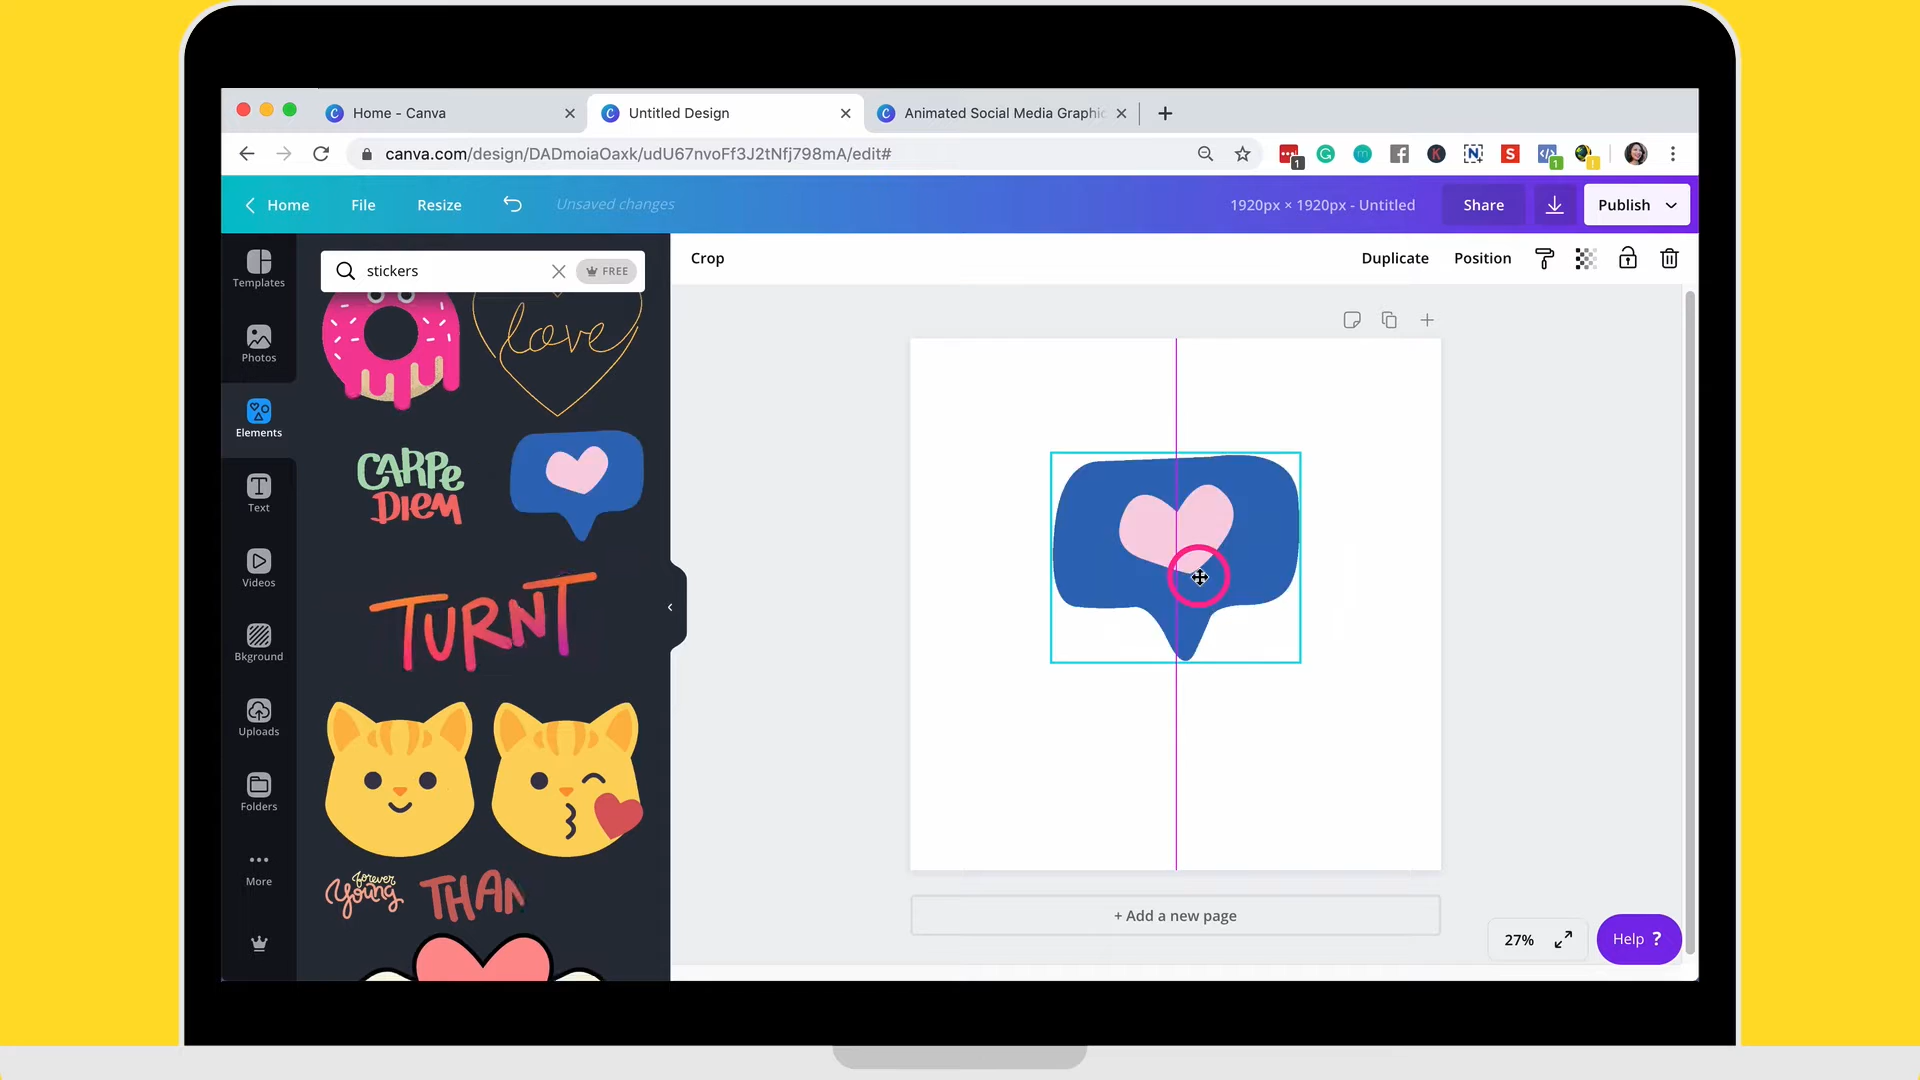 Home - Canva
Untitled Design
Animated Social Media Graphic
canva.com/design/DADmoiaOaxk/udU67nvoFf3J2tNfj798mA/edit#
1
1
Home
File
Resize
Unsaved changes
1920px × 1920px - Untitled
Share
Publish
Templates
Photos
Elements
Text
Videos
Bkground
Uploads
Folders
More
stickers
FREE
love
CARPE
DIEM
TURNT
forever
Young
THAN
Crop
Duplicate
Position
+ Add a new page
27%
Help ?